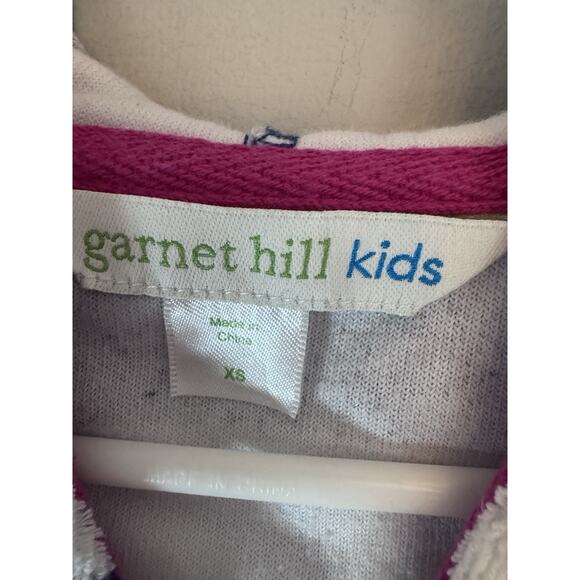 garnet hill kids
Made in
China
XS